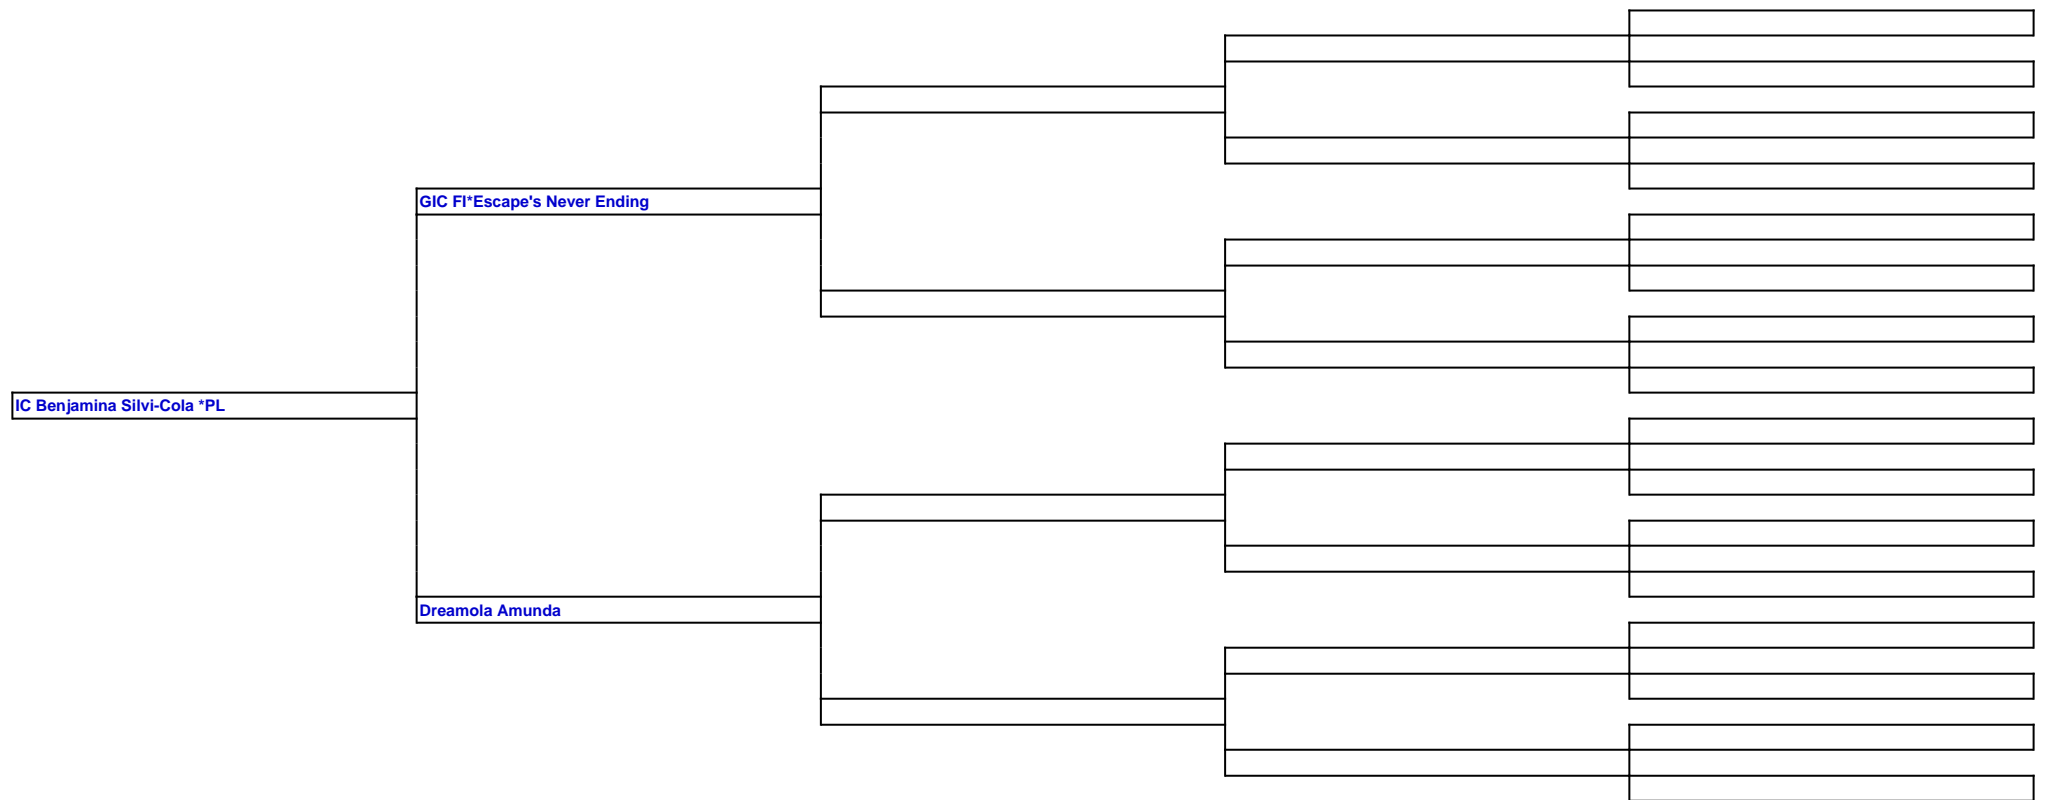 GIC FI*Escape's Never Ending
IC Benjamina Silvi-Cola *PL
Dreamola Amunda